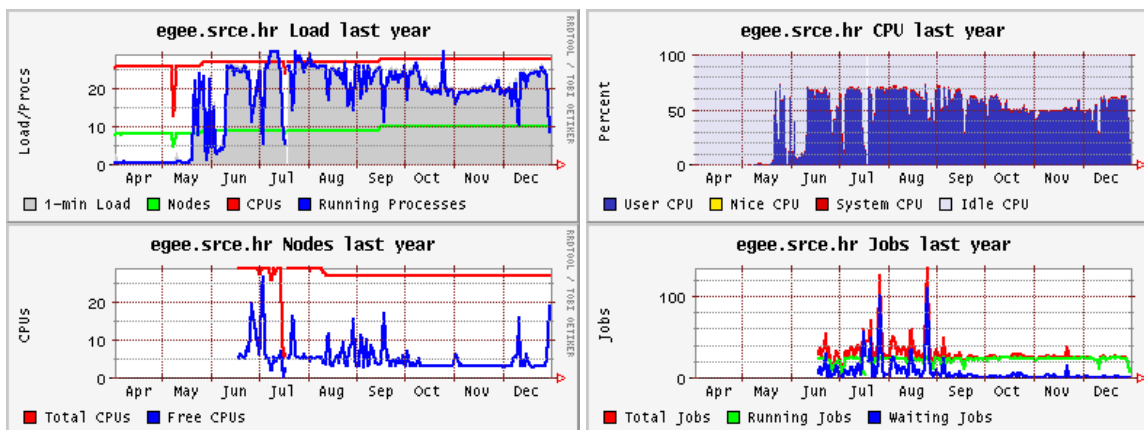 egee.srce.hr Load last year
RRDTOOL / TOBI OETIKER
Load/Procs
20
10
0
Apr May Jun Jul Aug Sep Oct Nov Dec
1-min Load Nodes CPUs Running Processes
egee.srce.hr CPU last year
Percent
100
50
0
Apr May Jun Jul Aug Sep Oct Nov Dec
User CPU Nice CPU System CPU Idle CPU
egee.srce.hr Nodes last year
RRDTOOL / TOBI OETIKER
CPUs
20
10
0
Apr May Jun Jul Aug Sep Oct Nov Dec
Total CPUs Free CPUs
egee.srce.hr Jobs last year
Jobs
100
0
Apr May Jun Jul Aug Sep Oct Nov Dec
Total Jobs Running Jobs Waiting Jobs